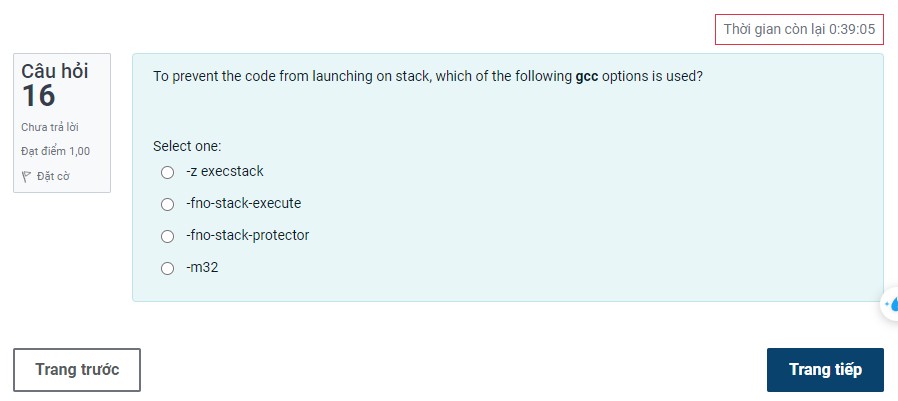 Thời gian còn lại 0:39:05
Câu hỏi
16
Chưa trả lời
Đạt điểm 1,00
Đặt cờ
To prevent the code from launching on stack, which of the following gcc options is used?
Select one:
-z execstack
-fno-stack-execute
-fno-stack-protector
-m32
Trang trước
Trang tiếp